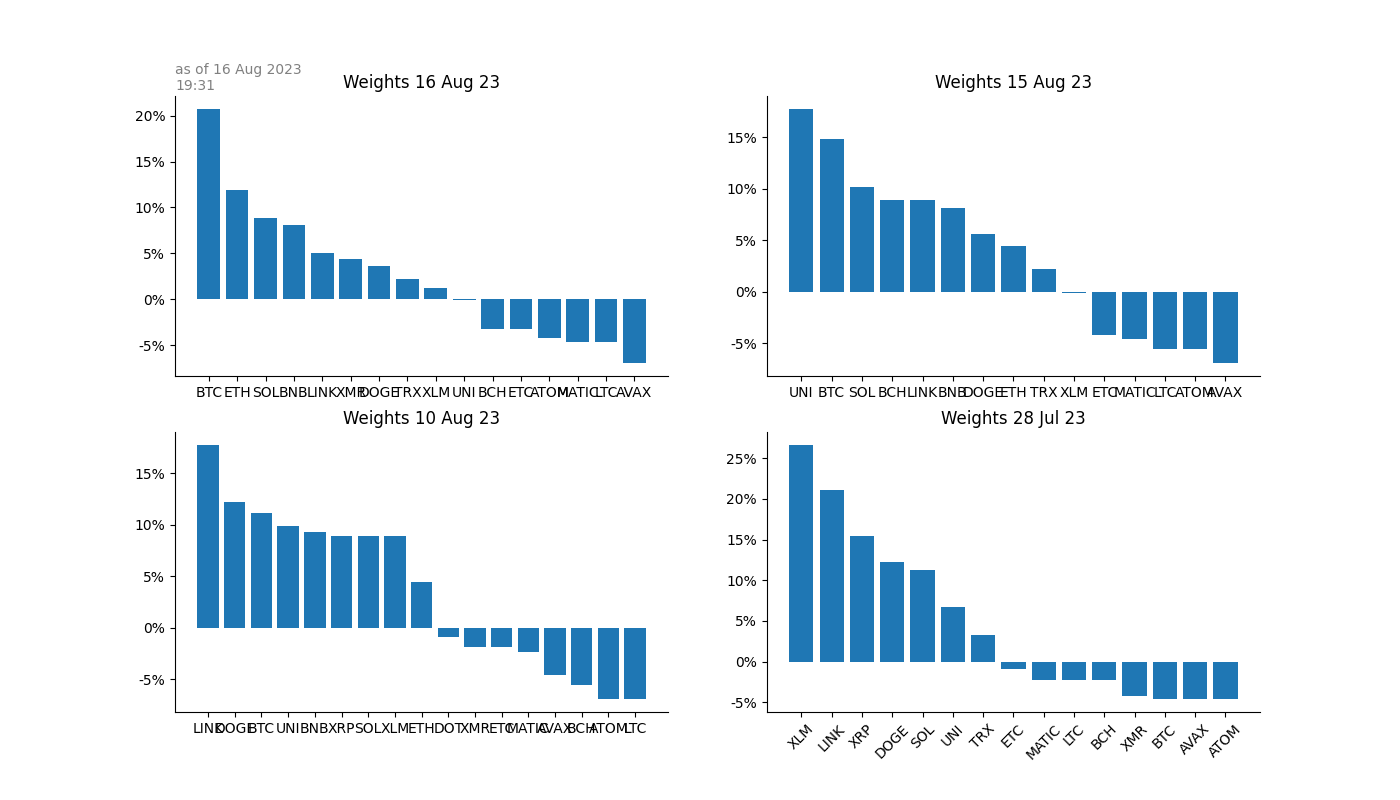 as of 16 Aug 2023
19:31
Weights 16 Aug 23
20%
15%
10%
5%
0%
-5%
BTC ETH SOL BNB LINK XMR DOGE TRX XLM UNI BCH ETC ATOM MATIC LTC AVAX
Weights 15 Aug 23
15%
10%
5%
0%
-5%
UNI BTC SOL BCH LINK BNB DOGE ETH TRX XLM ETC MATIC LTC ATOM AVAX
Weights 10 Aug 23
15%
10%
5%
0%
-5%
LINK DOGE BTC UNI BNB XRP SOL XLM ETH DOT XMR ETC MATIC AVAX BCH ATOM LTC
Weights 28 Jul 23
25%
20%
15%
10%
5%
0%
-5%
XLM LINK XRP DOGE SOL UNI TRX ETC MATIC LTC BCH XMR BTC AVAX ATOM